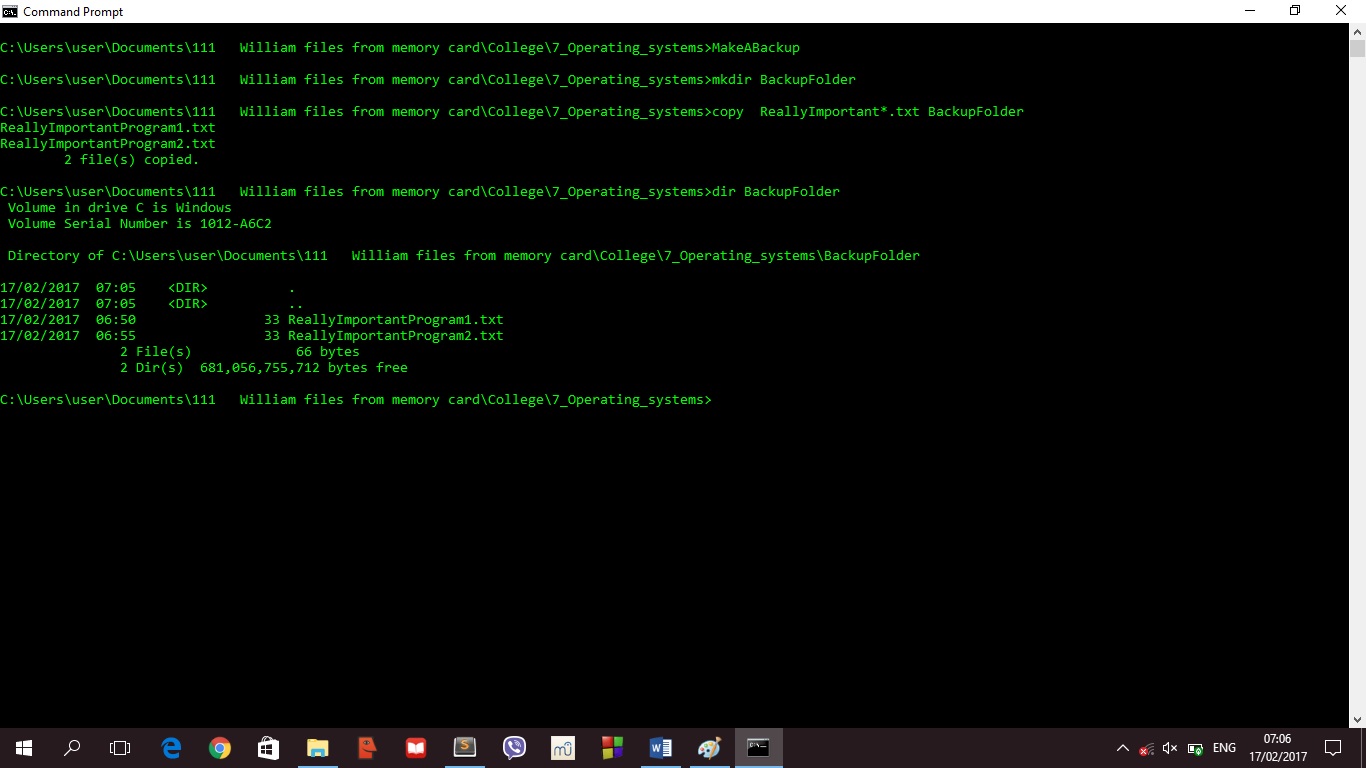 Command Prompt
C:\Users\user\Documents\111   William files from memory card\College\7_Operating_systems>MakeABackup
C:\Users\user\Documents\111   William files from memory card\College\7_Operating_systems>mkdir BackupFolder
C:\Users\user\Documents\111   William files from memory card\College\7_Operating_systems>copy  ReallyImportant*.txt BackupFolder
ReallyImportantProgram1.txt
ReallyImportantProgram2.txt
        2 file(s) copied.
C:\Users\user\Documents\111   William files from memory card\College\7_Operating_systems>dir BackupFolder
 Volume in drive C is Windows
 Volume Serial Number is 1012-A6C2
 Directory of C:\Users\user\Documents\111   William files from memory card\College\7_Operating_systems\BackupFolder
17/02/2017  07:05    <DIR>          .
17/02/2017  07:05    <DIR>          ..
17/02/2017  06:50                33 ReallyImportantProgram1.txt
17/02/2017  06:55                33 ReallyImportantProgram2.txt
               2 File(s)             66 bytes
               2 Dir(s)  681,056,755,712 bytes free
C:\Users\user\Documents\111   William files from memory card\College\7_Operating_systems>
ENG
07:06
17/02/2017